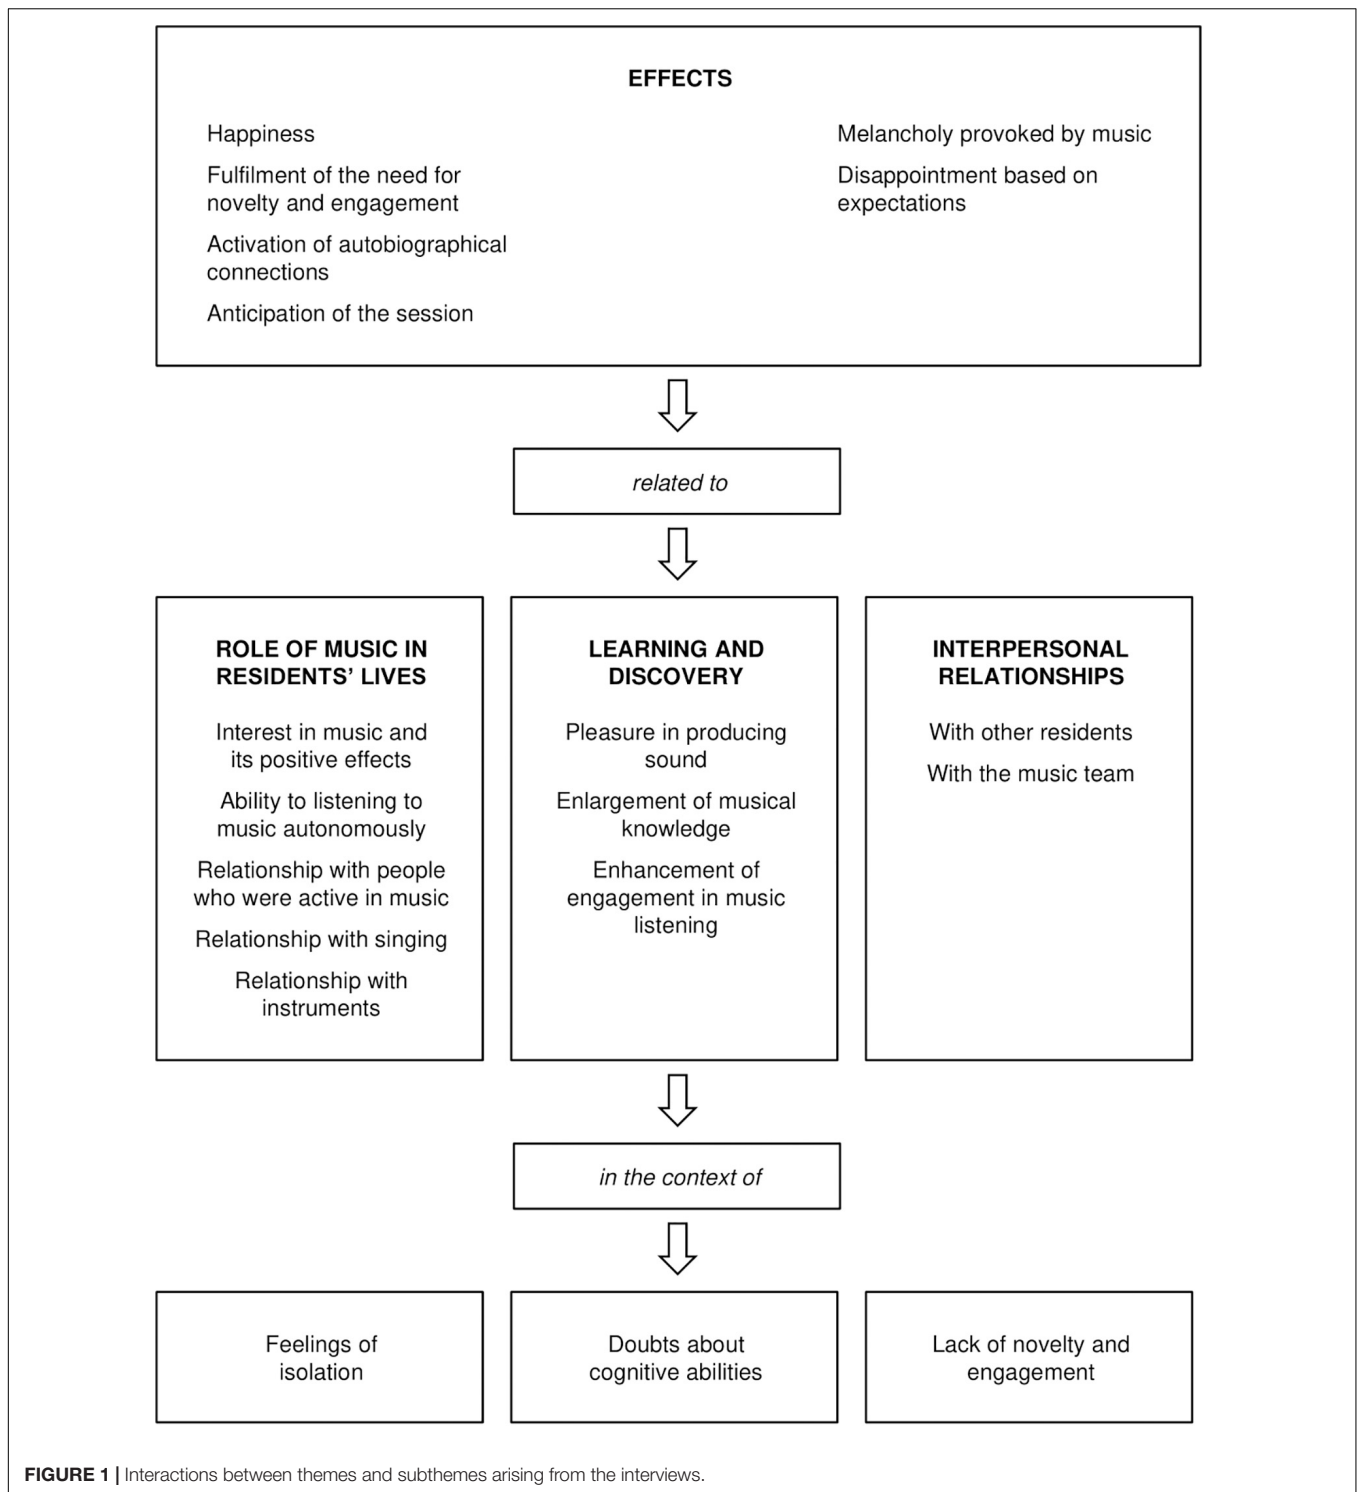 EFFECTS
Happiness
Fulfilment of the need for
novelty and engagement
Activation of autobiographical
connections
Anticipation of the session
Melancholy provoked by music
Disappointment based on
expectations
related to
ROLE OF MUSIC IN
RESIDENTS’ LIVES
Interest in music and
its positive effects
Ability to listening to
music autonomously
Relationship with people
who were active in music
Relationship with singing
Relationship with
instruments
LEARNING AND
DISCOVERY
Pleasure in producing
sound
Enlargement of musical
knowledge
Enhancement of
engagement in music
listening
INTERPERSONAL
RELATIONSHIPS
With other residents
With the music team
in the context of
Feelings of
isolation
Doubts about
cognitive abilities
Lack of novelty and
engagement
FIGURE 1 | Interactions between themes and subthemes arising from the interviews.